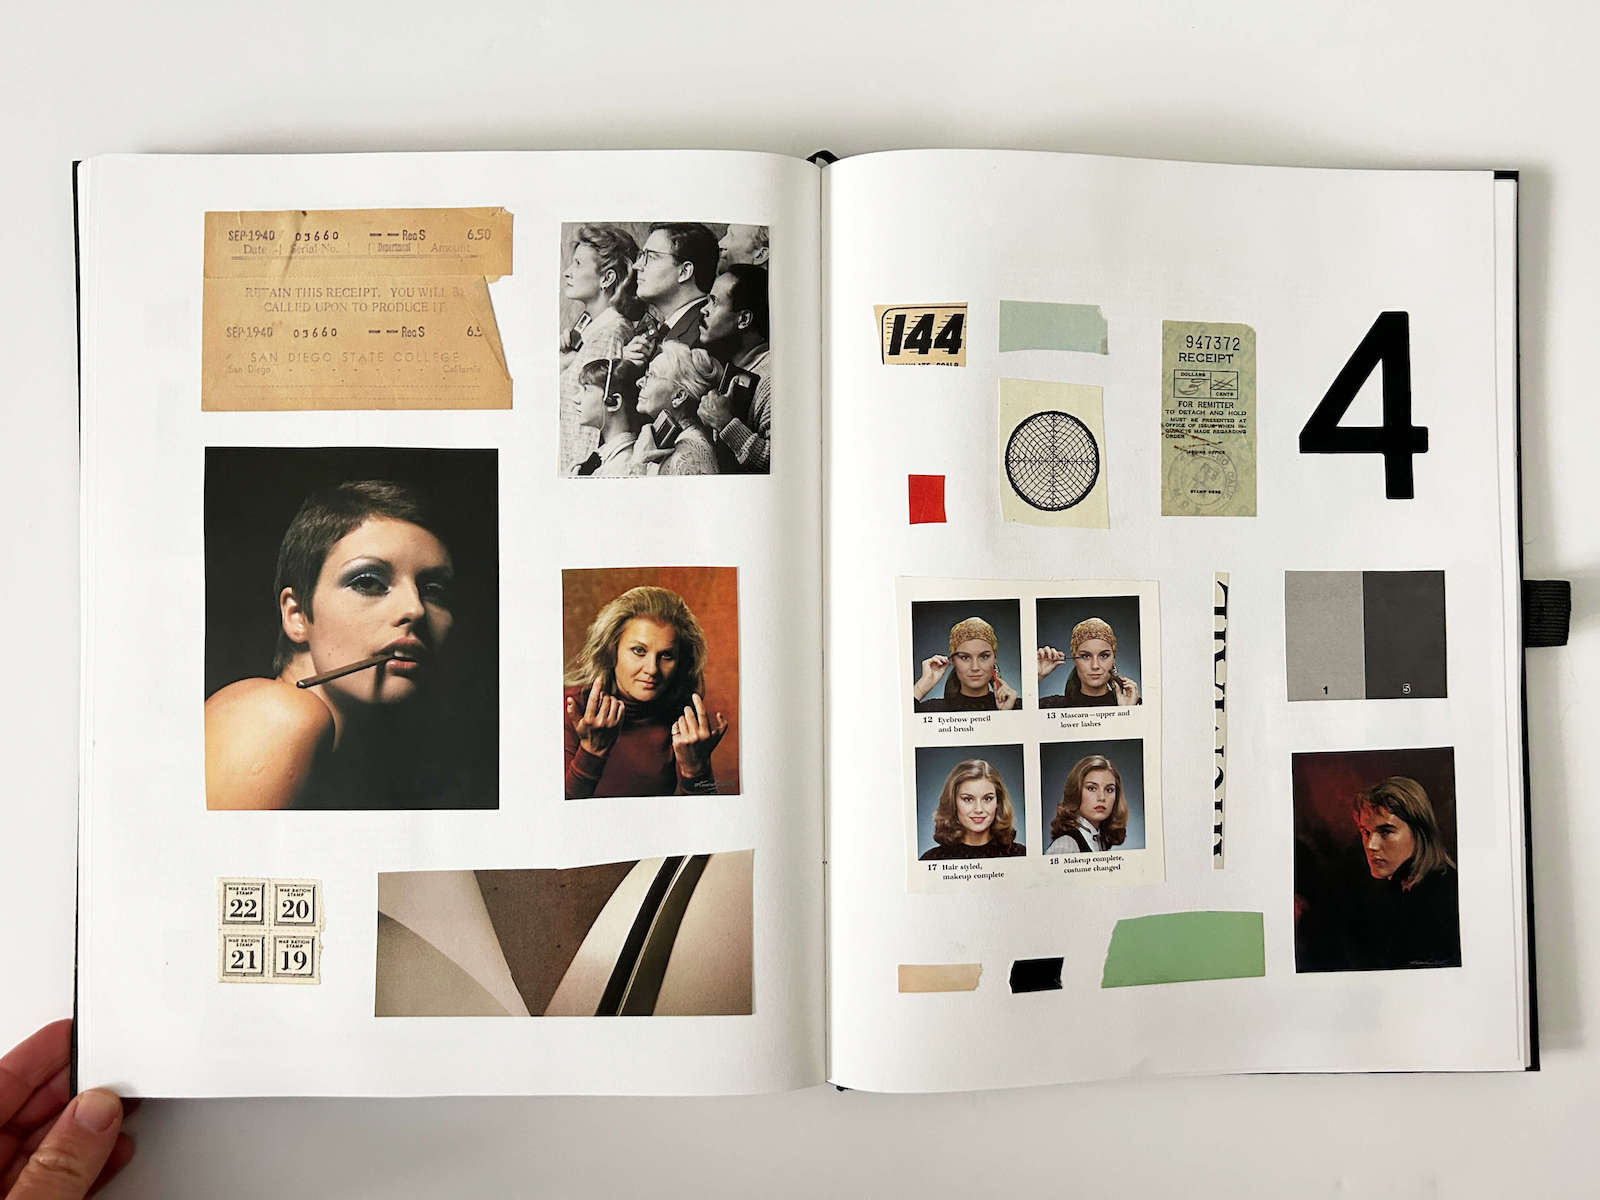 SEP-1940 03660 -- Reg S 6.50
Date Serial No. Department Amount
RETAIN THIS RECEIPT. YOU WILL BE
CALLED UPON TO PRODUCE IT
SEP-1940 03660 -- Reg S 6.5
SAN DIEGO STATE COLLEGE
San Diego California
WAR RATION STAMP 22
WAR RATION STAMP 20
WAR RATION STAMP 21
WAR RATION STAMP 19
144
947372
RECEIPT
DOLLARS
CENTS
FOR REMITTER
TO DETACH AND HOLD
MUST BE PRESENTED AT
OFFICE OF ISSUE WHEN IN-
QUIRY IS MADE REGARDING
ORDER
ISSUING OFFICE
STAMP HERE
4
12 Eyebrow pencil
and brush
13 Mascara—upper and
lower lashes
17 Hair styled,
makeup complete
18 Makeup complete,
costume changed
1
5